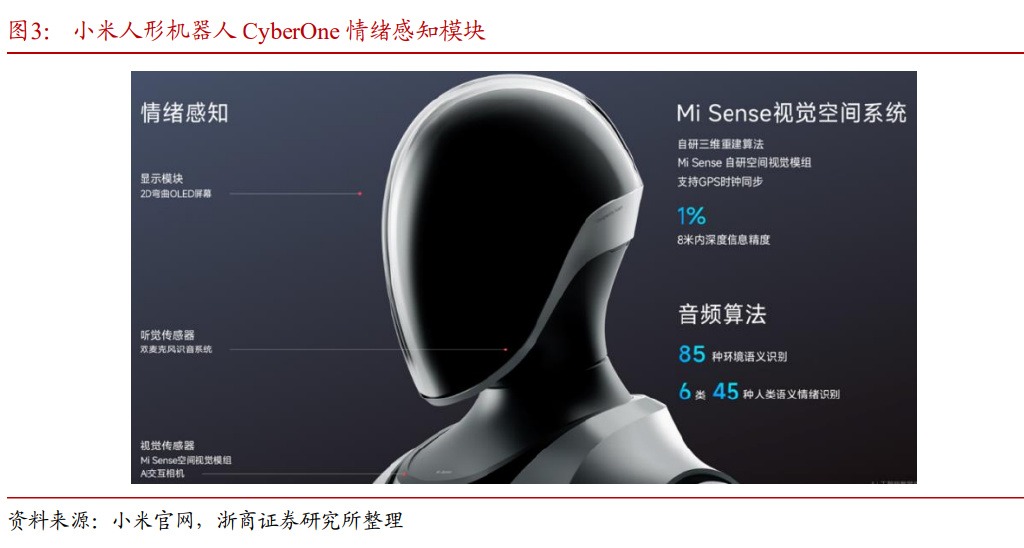 图3： 小米人形机器人 CyberOne 情绪感知模块
情绪感知
显示模块
2D弯曲OLED屏幕
听觉传感器
双麦克风识音系统
视觉传感器
Mi Sense空间视觉模组
AI交互相机
Mi Sense视觉空间系统
自研三维重建算法
Mi Sense 自研空间视觉模组
支持GPS时钟同步
1%
8米内深度信息精度
音频算法
85 种环境语义识别
6 类 45 种人类语义情绪识别
资料来源：小米官网，浙商证券研究所整理